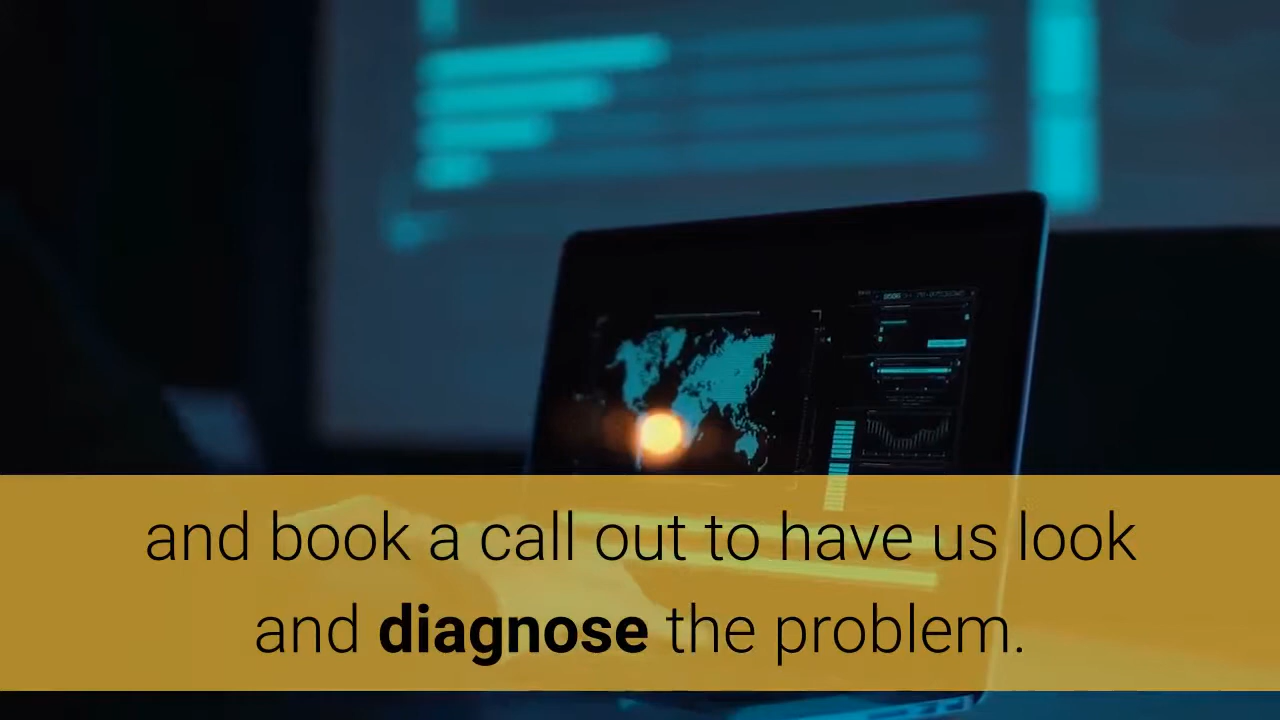 and book a call out to have us look
and diagnose the problem.